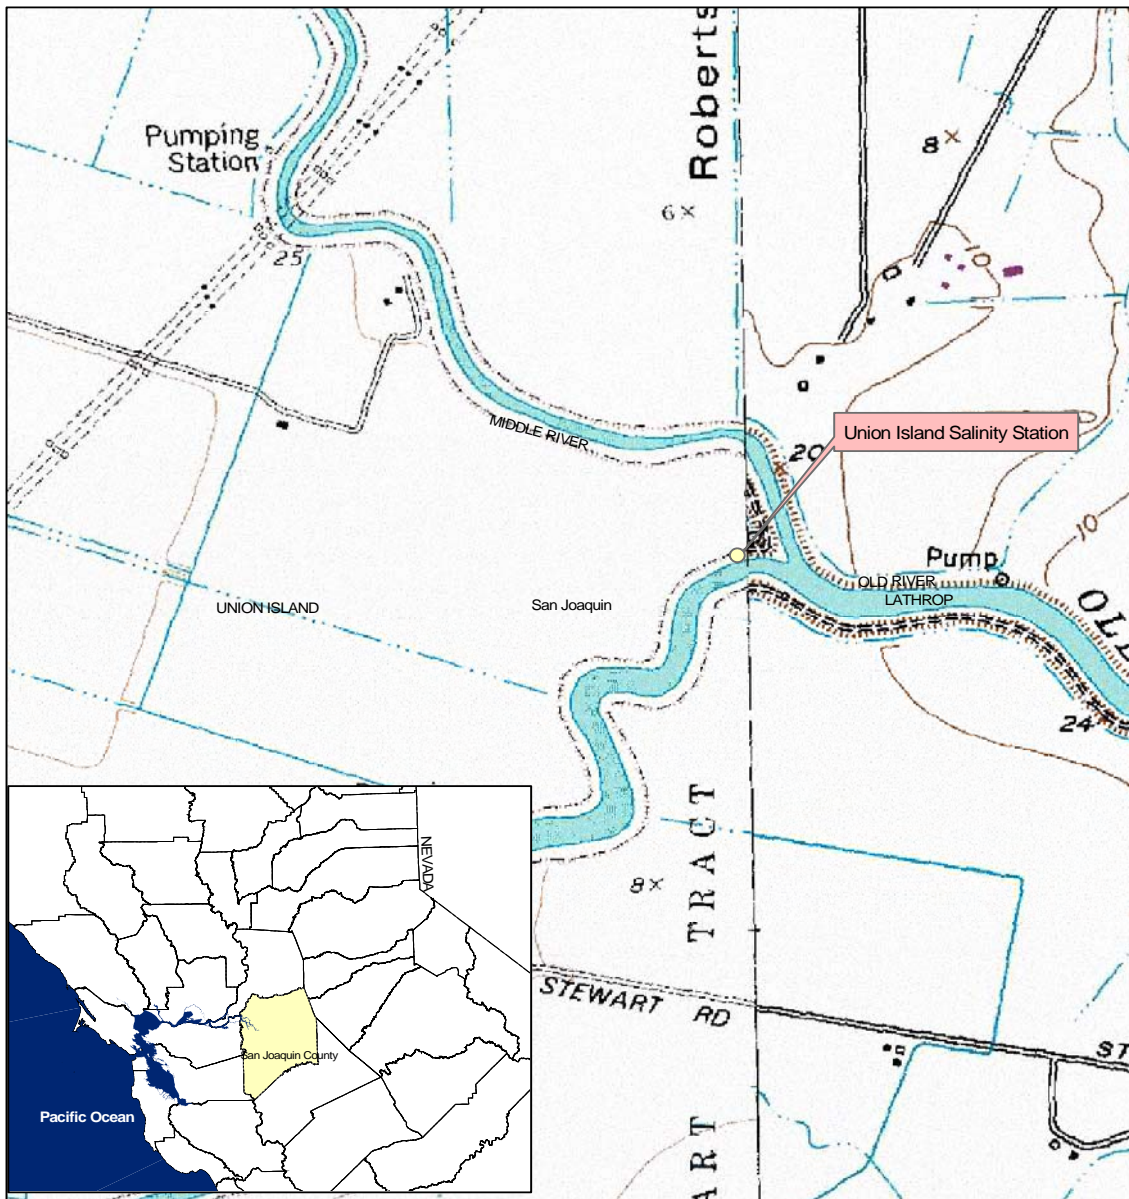 Roberts
Pumping
Station
8
6
10
25
MIDDLE RIVER
Union Island Salinity Station
20
10
Pump
OLD RIVER
LATHROP
UNION ISLAND
San Joaquin
24
TRACT
8
STEWART RD
ST
ART
NEVADA
San Joaquin County
Pacific Ocean